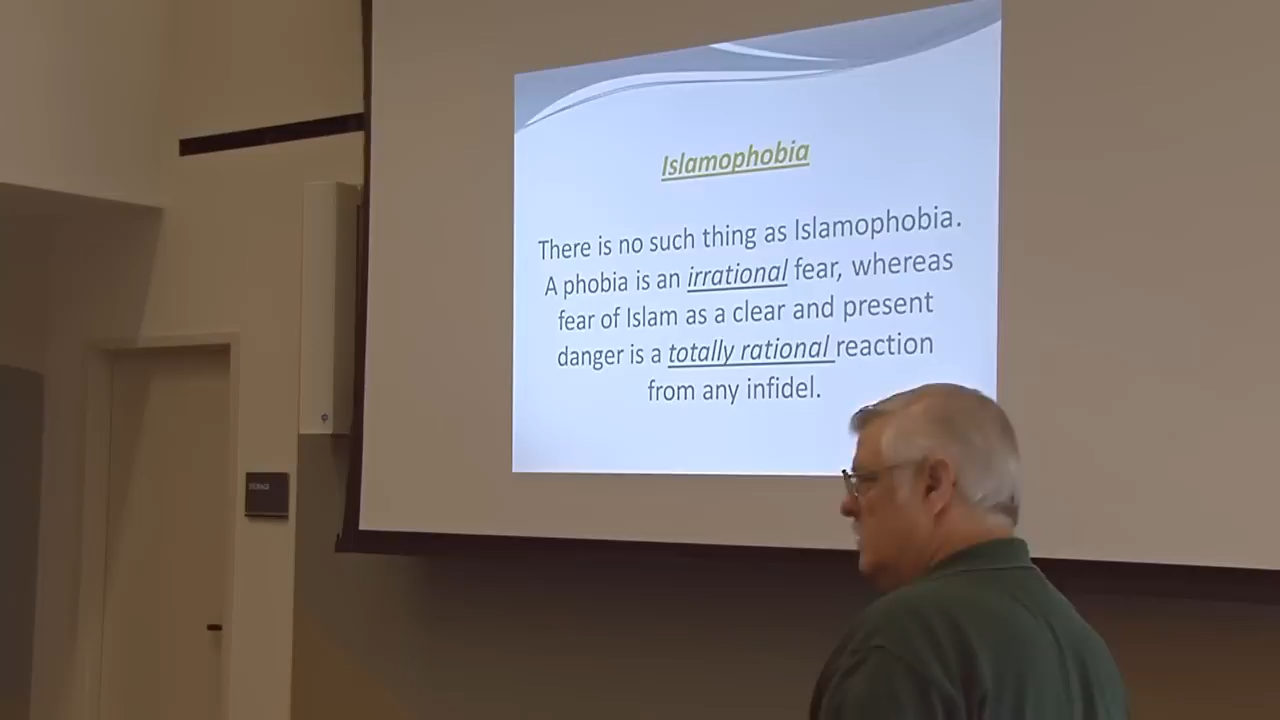 Islamophobia
There is no such thing as Islamophobia.
A phobia is an irrational fear, whereas
fear of Islam as a clear and present
danger is a totally rational reaction
from any infidel.
STORAGE